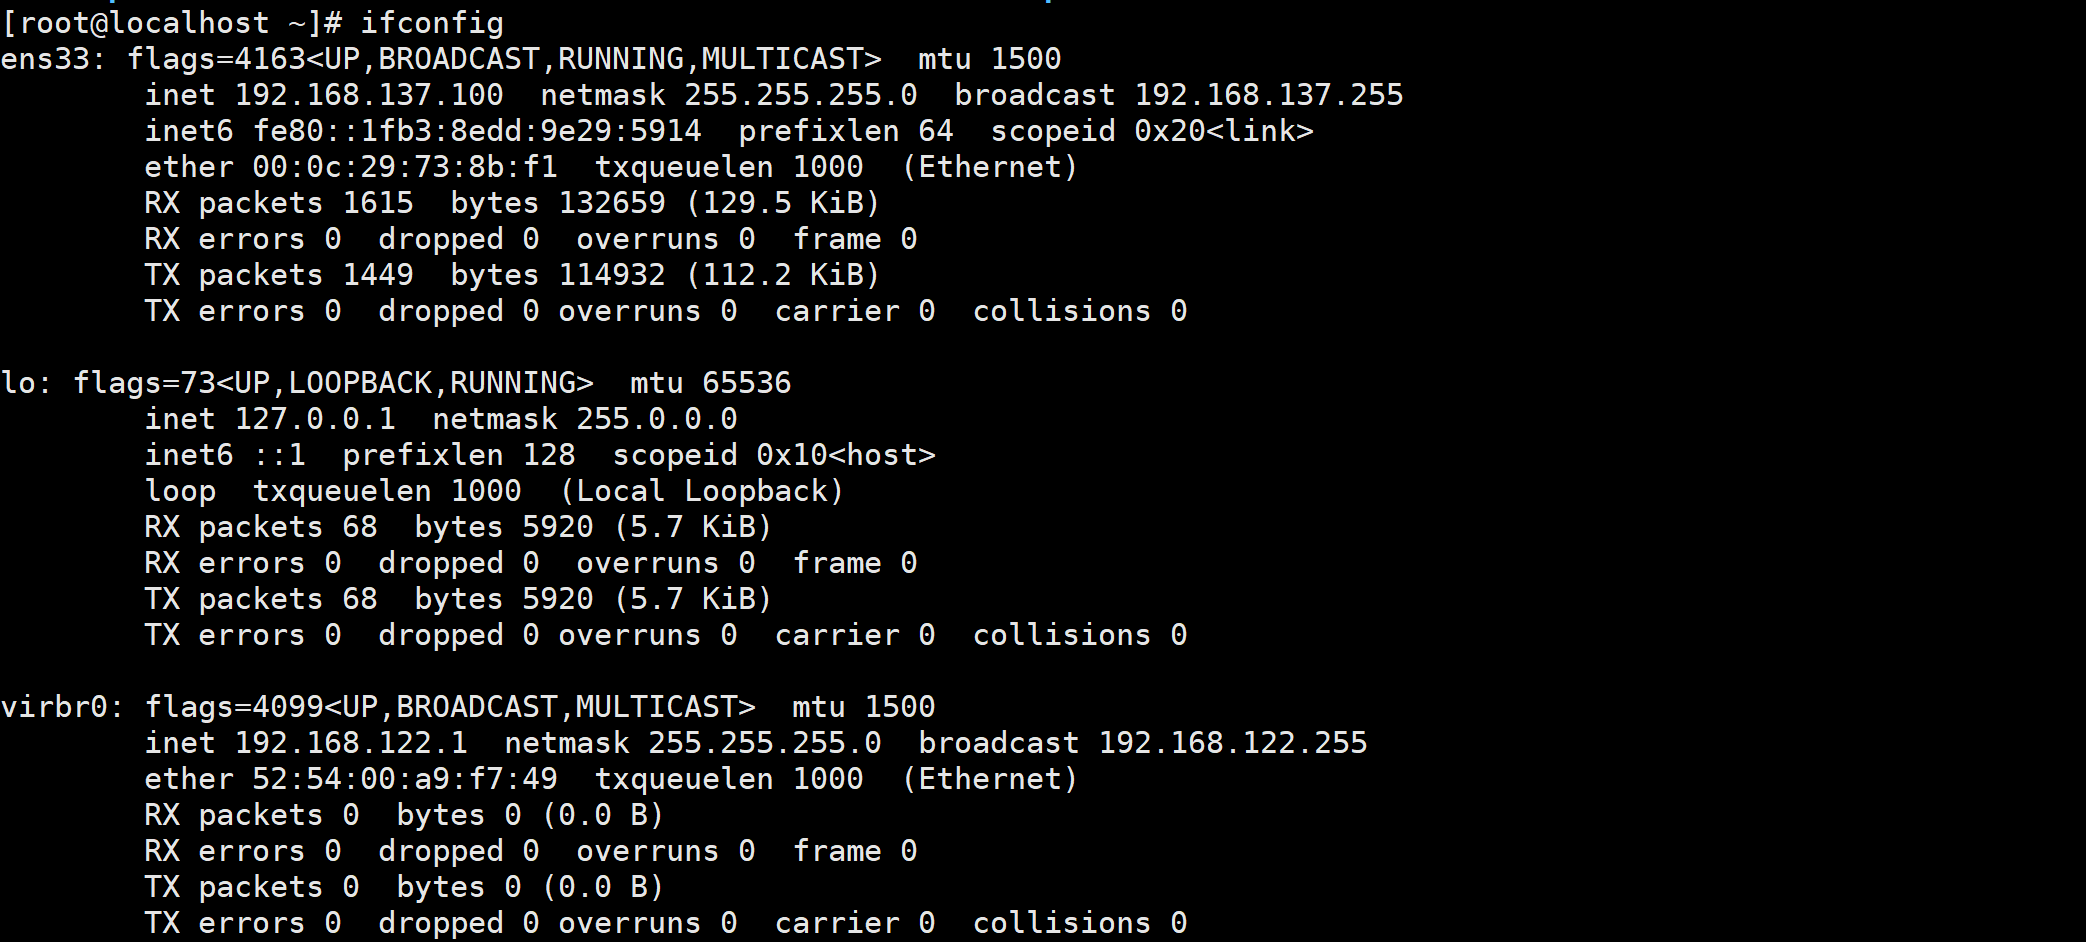 [root@localhost ~]# ifconfig
ens33: flags=4163<UP,BROADCAST,RUNNING,MULTICAST>  mtu 1500
        inet 192.168.137.100  netmask 255.255.255.0  broadcast 192.168.137.255
        inet6 fe80::1fb3:8edd:9e29:5914  prefixlen 64  scopeid 0x20<link>
        ether 00:0c:29:73:8b:f1  txqueuelen 1000  (Ethernet)
        RX packets 1615  bytes 132659 (129.5 KiB)
        RX errors 0  dropped 0  overruns 0  frame 0
        TX packets 1449  bytes 114932 (112.2 KiB)
        TX errors 0  dropped 0 overruns 0  carrier 0  collisions 0

lo: flags=73<UP,LOOPBACK,RUNNING>  mtu 65536
        inet 127.0.0.1  netmask 255.0.0.0
        inet6 ::1  prefixlen 128  scopeid 0x10<host>
        loop  txqueuelen 1000  (Local Loopback)
        RX packets 68  bytes 5920 (5.7 KiB)
        RX errors 0  dropped 0  overruns 0  frame 0
        TX packets 68  bytes 5920 (5.7 KiB)
        TX errors 0  dropped 0 overruns 0  carrier 0  collisions 0

virbr0: flags=4099<UP,BROADCAST,MULTICAST>  mtu 1500
        inet 192.168.122.1  netmask 255.255.255.0  broadcast 192.168.122.255
        ether 52:54:00:a9:f7:49  txqueuelen 1000  (Ethernet)
        RX packets 0  bytes 0 (0.0 B)
        RX errors 0  dropped 0  overruns 0  frame 0
        TX packets 0  bytes 0 (0.0 B)
        TX errors 0  dropped 0 overruns 0  carrier 0  collisions 0